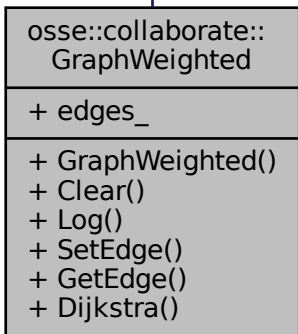 osse::collaborate::
GraphWeighted
+ edges_
+ GraphWeighted()
+ Clear()
+ Log()
+ SetEdge()
+ GetEdge()
+ Dijkstra()